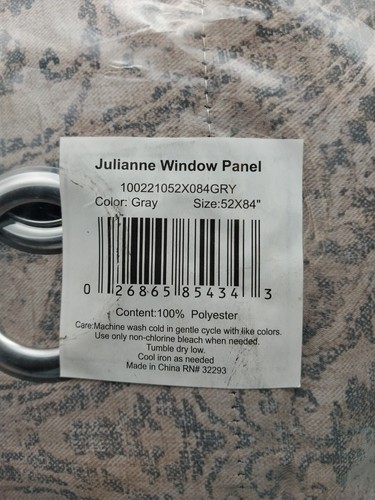 Julianne Window Panel
100221052X084GRY
Color: Gray Size:52X84"
0 26865 85434 3
Content:100% Polyester
Care:Machine wash cold in gentle cycle with like colors.
Use only non-chlorine bleach when needed.
Tumble dry low.
Cool iron as needed
Made in China RN# 32293